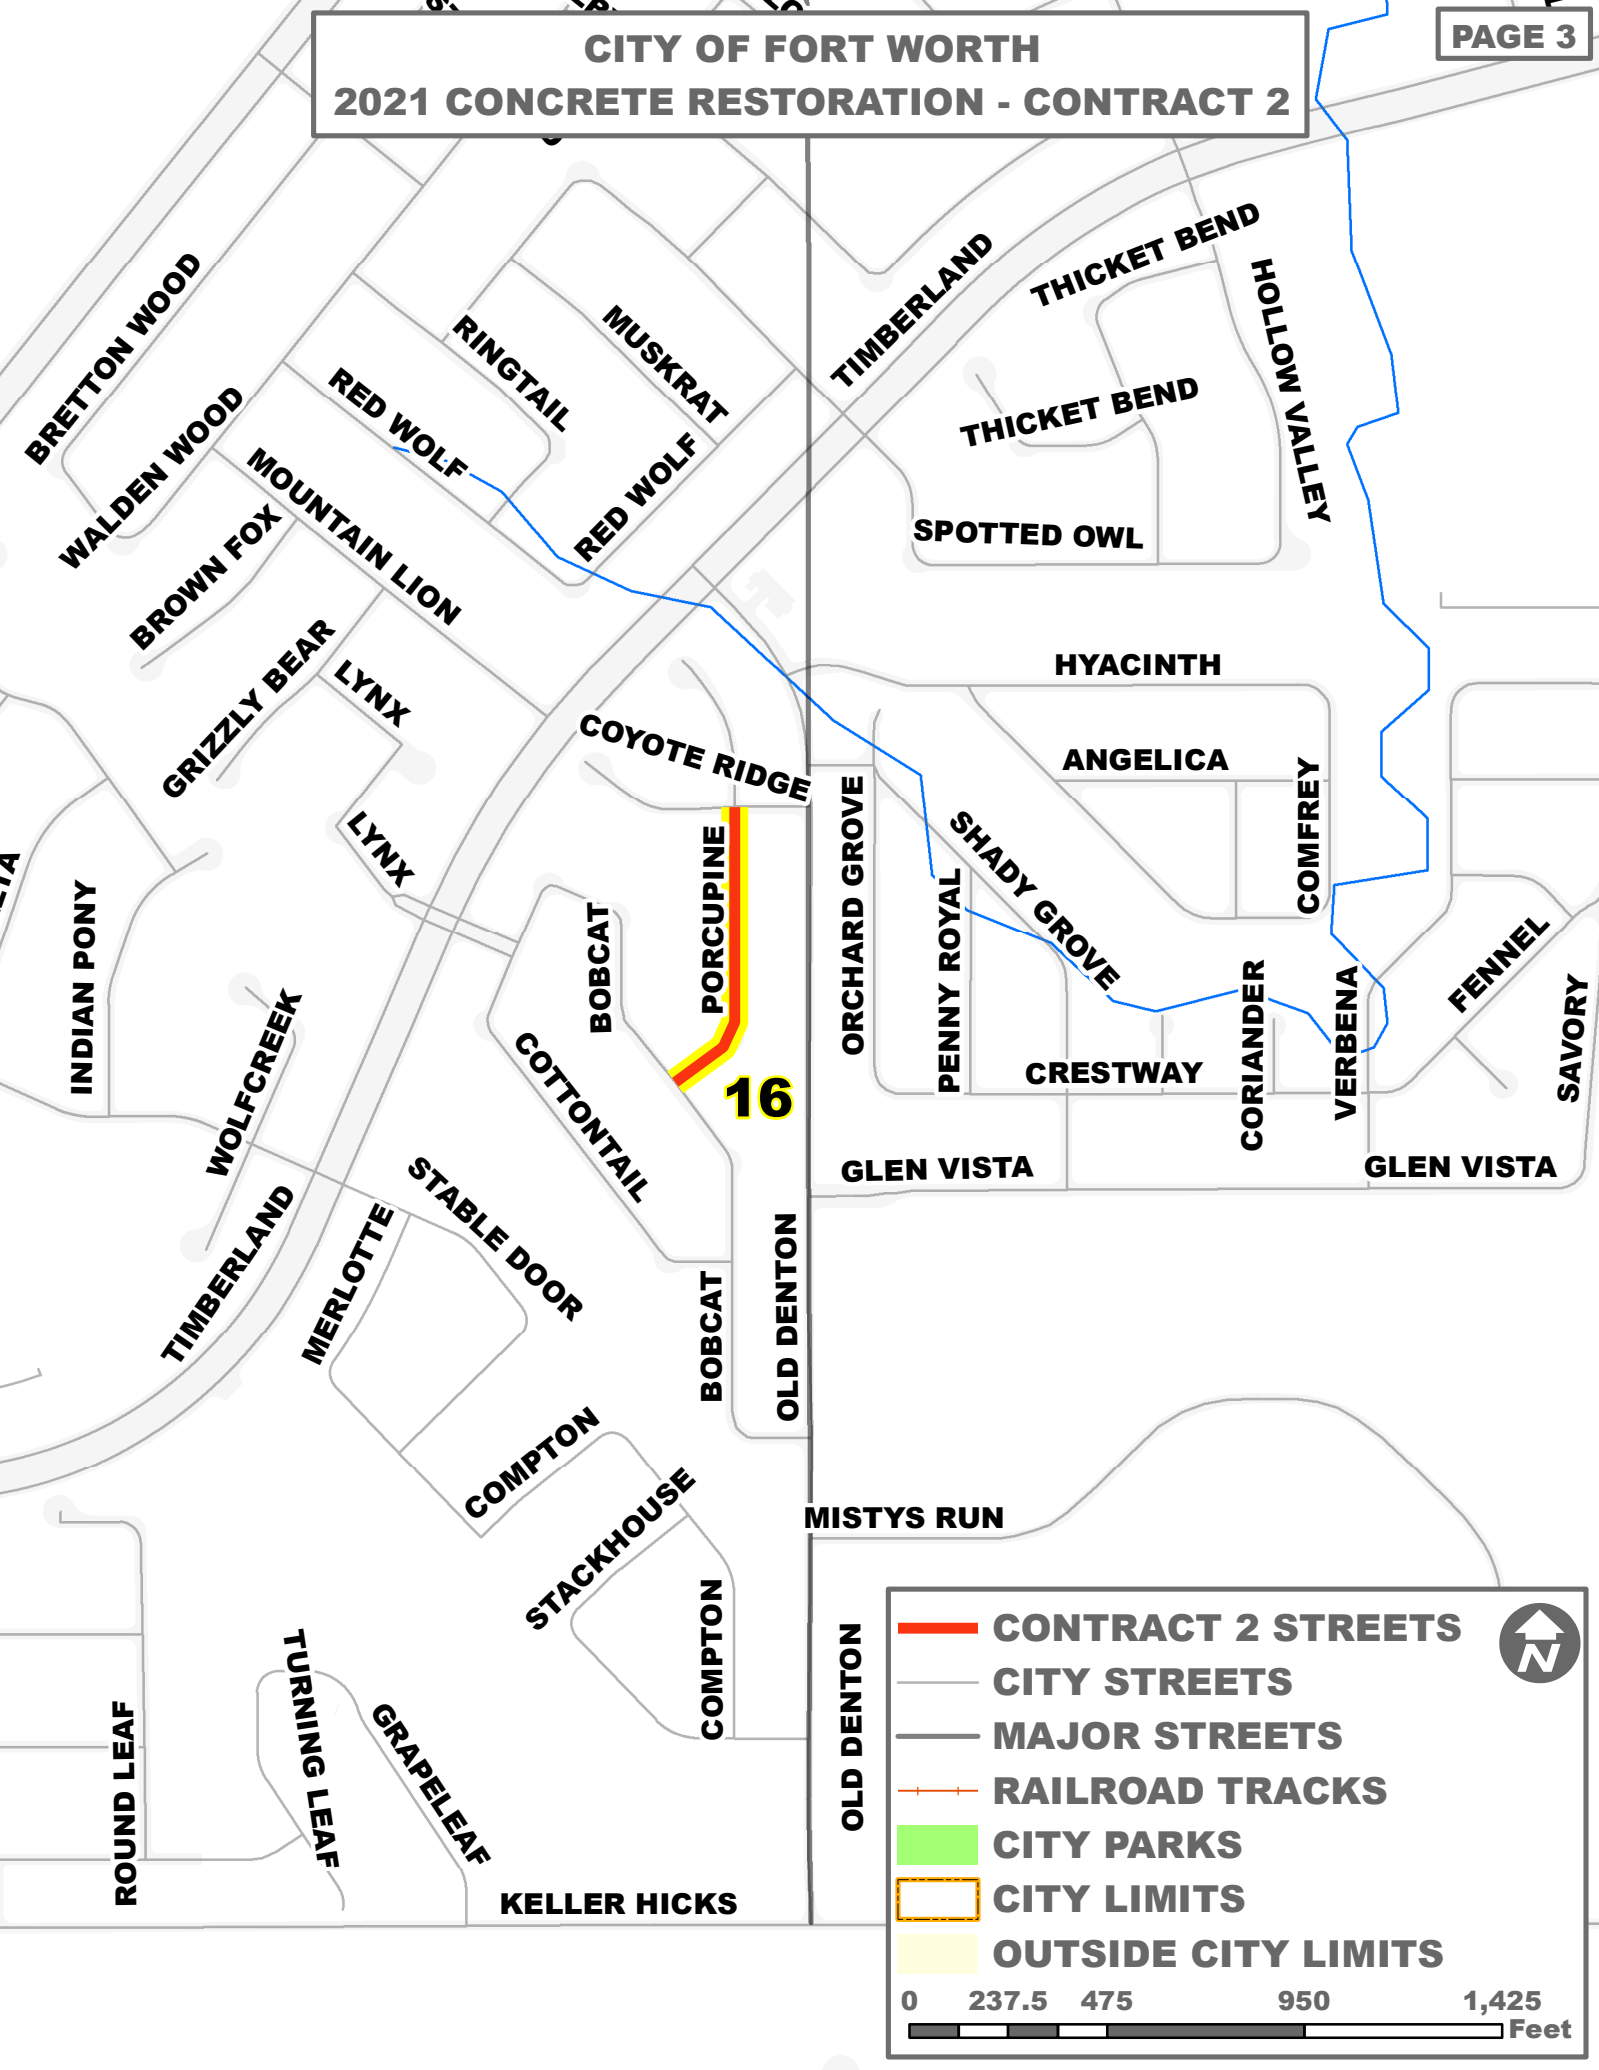 CITY OF FORT WORTH
2021 CONCRETE RESTORATION - CONTRACT 2
PAGE 3
THICKET BEND
TIMBERLAND
HOLLOW VALLEY
BRETTON WOOD
MUSKRAT
RINGTAIL
RED WOLF
THICKET BEND
WALDEN WOOD
RED WOLF
MOUNTAIN LION
SPOTTED OWL
BROWN FOX
GRIZZLY BEAR
LYNX
HYACINTH
COYOTE RIDGE
ANGELICA
COMFREY
LYNX
PORCUPINE
ORCHARD GROVE
SHADY GROVE
INDIAN PONY
BOBCAT
PENNY ROYAL
FENNEL
WOLFCREEK
COTTONTAIL
16
CRESTWAY
CORIANDER
VERBENA
SAVORY
GLEN VISTA
GLEN VISTA
STABLE DOOR
TIMBERLAND
MERLOTTE
BOBCAT
OLD DENTON
COMPTON
STACKHOUSE
MISTYS RUN
COMPTON
OLD DENTON
TURNING LEAF
ROUND LEAF
GRAPELEAF
KELLER HICKS
CONTRACT 2 STREETS
N
CITY STREETS
MAJOR STREETS
RAILROAD TRACKS
CITY PARKS
CITY LIMITS
OUTSIDE CITY LIMITS
0 237.5 475 950 1,425
Feet